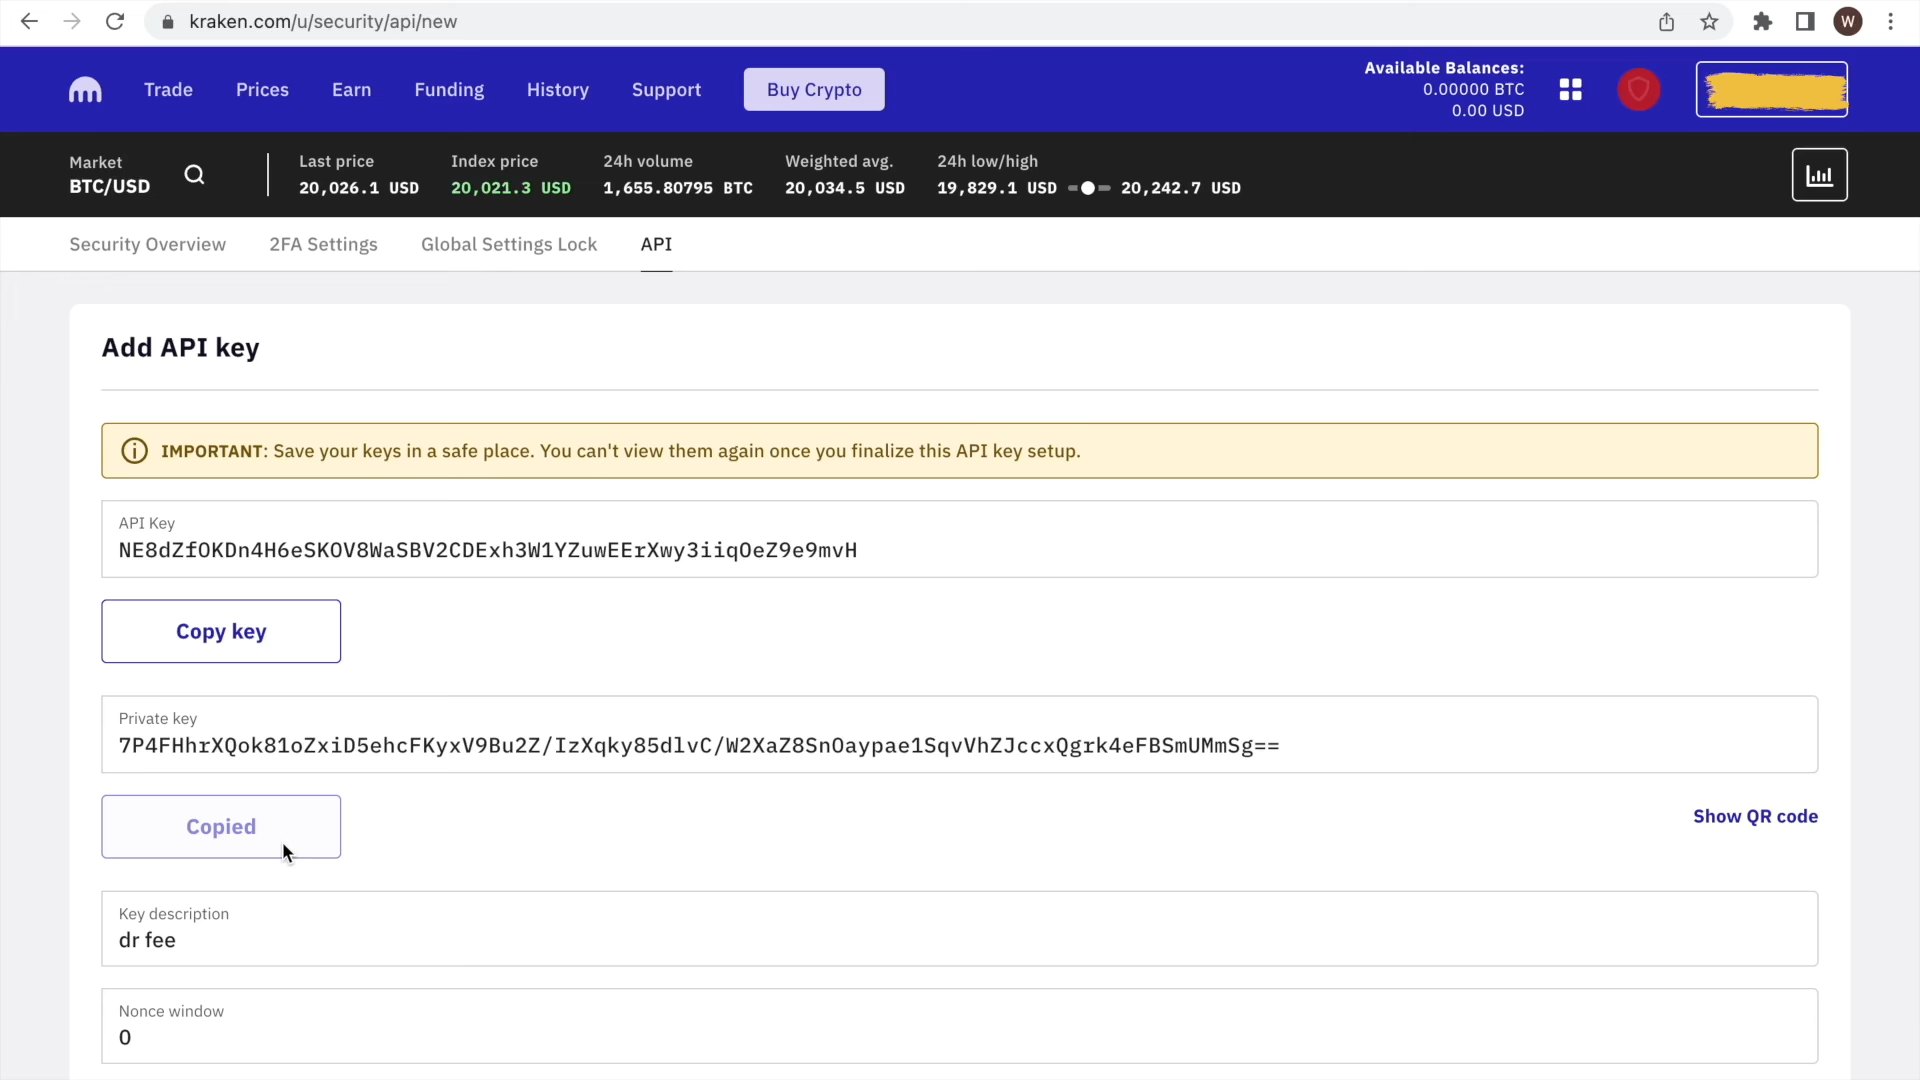 kraken.com/u/security/api/new
W
Trade
Prices
Earn
Funding
History
Support
Buy Crypto
Available Balances:
0.00000 BTC
0.00 USD
Market
BTC/USD
Last price
20,026.1 USD
Index price
20,021.3 USD
24h volume
1,655.80795 BTC
Weighted avg.
20,034.5 USD
24h low/high
19,829.1 USD
20,242.7 USD
Security Overview
2FA Settings
Global Settings Lock
API
Add API key
IMPORTANT: Save your keys in a safe place. You can't view them again once you finalize this API key setup.
API Key
NE8dZfOKDn4H6eSKOV8WaSBV2CDExh3W1YZuwEErXwy3iiqOeZ9e9mvH
Copy key
Private key
7P4FHhrXQok81oZxiD5ehcFKyxV9Bu2Z/IzXqky85dlvC/W2XaZ8SnOaypae1SqvVhZJccxQgrk4eFBSmUMmSg==
Copied
Show QR code
Key description
dr fee
Nonce window
0